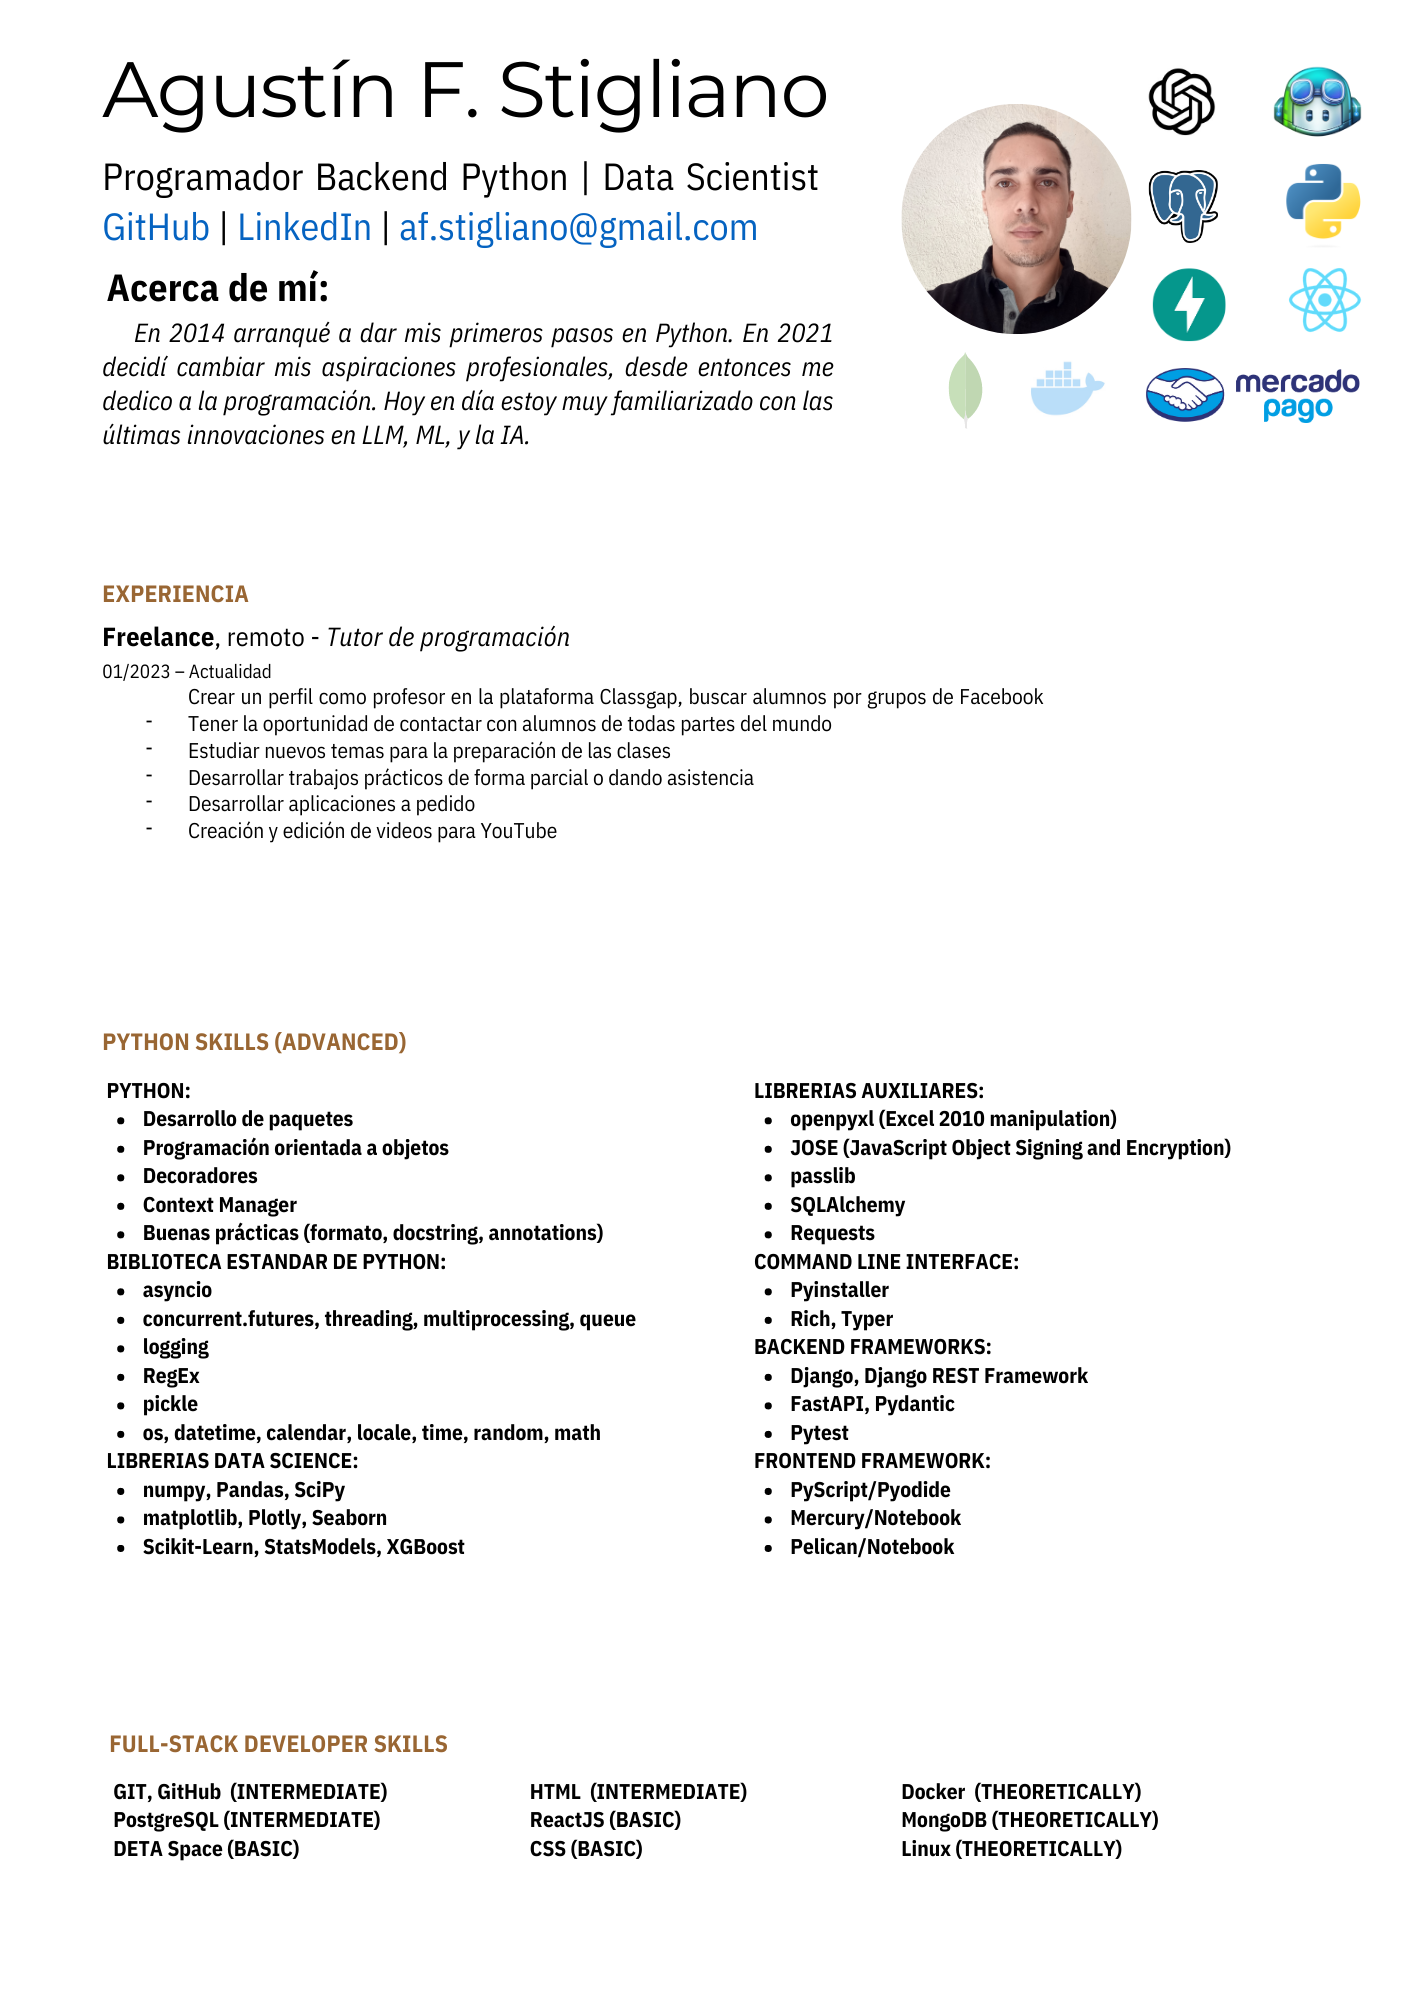 Agustín F. Stigliano
Programador Backend Python | Data Scientist
GitHub | LinkedIn | af.stigliano@gmail.com
Acerca de mí:
En 2014 arranqué a dar mis primeros pasos en Python. En 2021
decidí cambiar mis aspiraciones profesionales, desde entonces me
dedico a la programación. Hoy en día estoy muy familiarizado con las
últimas innovaciones en LLM, ML, y la IA.
mercado
pago
EXPERIENCIA
Freelance, remoto - Tutor de programación
01/2023 – Actualidad
Crear un perfil como profesor en la plataforma Classgap, buscar alumnos por grupos de Facebook
- Tener la oportunidad de contactar con alumnos de todas partes del mundo
- Estudiar nuevos temas para la preparación de las clases
- Desarrollar trabajos prácticos de forma parcial o dando asistencia
- Desarrollar aplicaciones a pedido
- Creación y edición de videos para YouTube
PYTHON SKILLS (ADVANCED)
PYTHON:
• Desarrollo de paquetes
• Programación orientada a objetos
• Decoradores
• Context Manager
• Buenas prácticas (formato, docstring, annotations)
BIBLIOTECA ESTANDAR DE PYTHON:
• asyncio
• concurrent.futures, threading, multiprocessing, queue
• logging
• RegEx
• pickle
• os, datetime, calendar, locale, time, random, math
LIBRERIAS DATA SCIENCE:
• numpy, Pandas, SciPy
• matplotlib, Plotly, Seaborn
• Scikit-Learn, StatsModels, XGBoost
LIBRERIAS AUXILIARES:
• openpyxl (Excel 2010 manipulation)
• JOSE (JavaScript Object Signing and Encryption)
• passlib
• SQLAlchemy
• Requests
COMMAND LINE INTERFACE:
• Pyinstaller
• Rich, Typer
BACKEND FRAMEWORKS:
• Django, Django REST Framework
• FastAPI, Pydantic
• Pytest
FRONTEND FRAMEWORK:
• PyScript/Pyodide
• Mercury/Notebook
• Pelican/Notebook
FULL-STACK DEVELOPER SKILLS
GIT, GitHub (INTERMEDIATE)
PostgreSQL (INTERMEDIATE)
DETA Space (BASIC)
HTML (INTERMEDIATE)
ReactJS (BASIC)
CSS (BASIC)
Docker (THEORETICALLY)
MongoDB (THEORETICALLY)
Linux (THEORETICALLY)